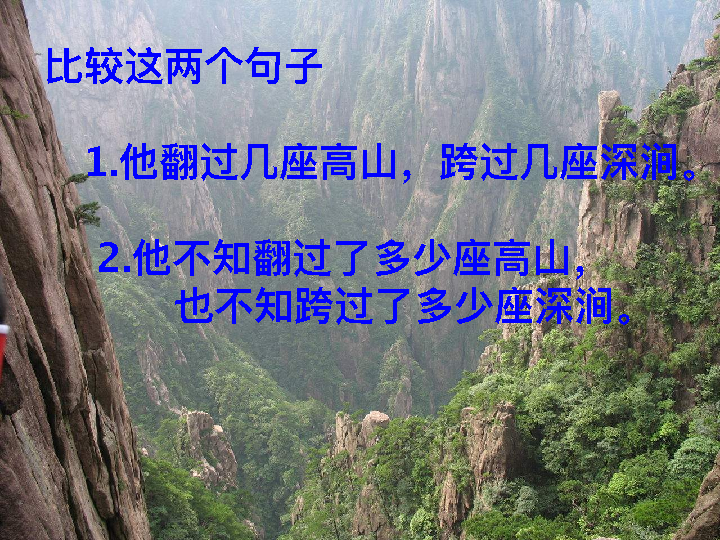 比较这两个句子
1.他翻过几座高山，跨过几座深涧。
2.他不知翻过了多少座高山，
也不知跨过了多少座深涧。